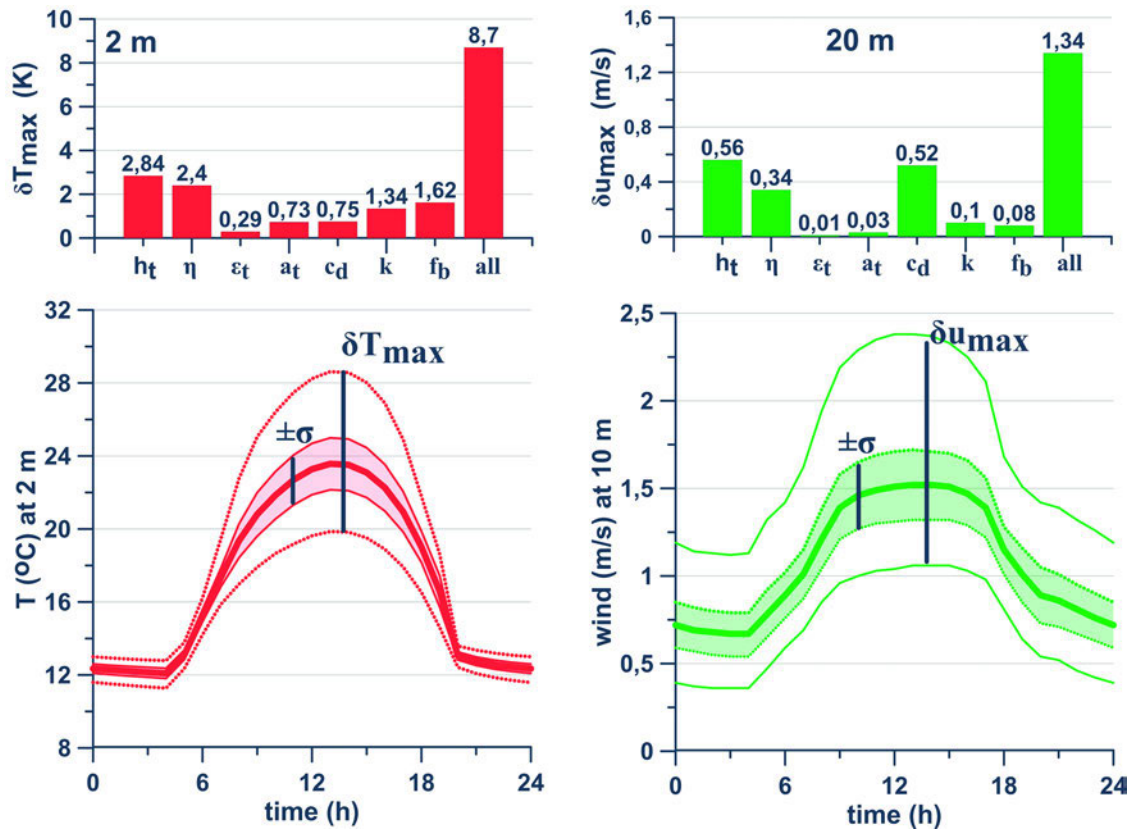 2 m
δTmax (K)
10
8
6
4
2
0
2,84
2,4
0,29
0,73
0,75
1,34
1,62
8,7
ht η εt at cd k fb all
20 m
δumax (m/s)
1,6
1,2
0,8
0,4
0
0,56
0,34
0,01
0,03
0,52
0,1
0,08
1,34
ht η εt at cd k fb all
T (ºC) at 2 m
32
28
24
20
16
12
8
δTmax
±σ
0 6 12 18 24
time (h)
wind (m/s) at 10 m
2,5
2
1,5
1
0,5
0
δumax
±σ
0 6 12 18 24
time (h)